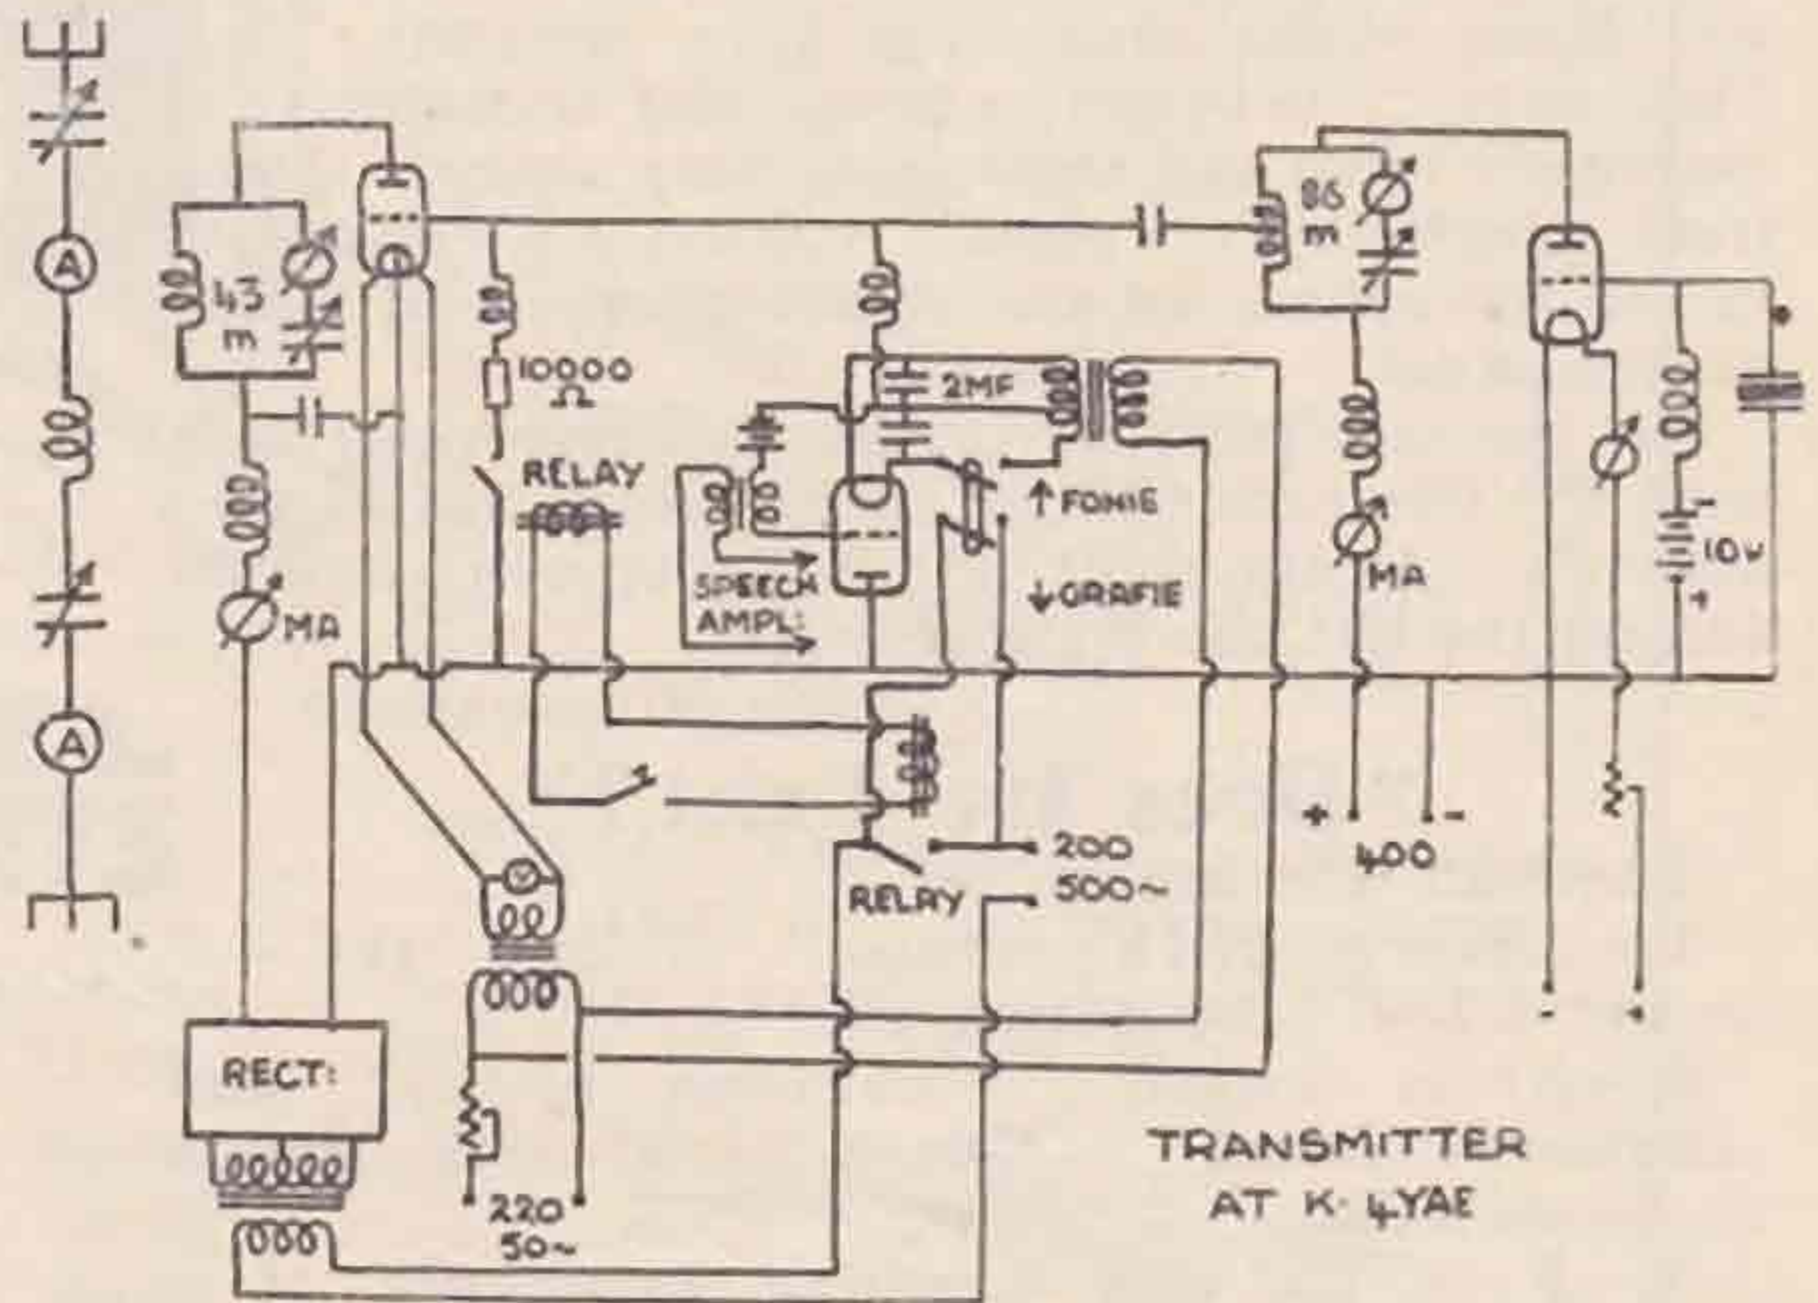 A
43
m
86
m
10000
Ω
2MF
RELAY
↑ FONIE
SPEECH
AMPL:
↓ GRAFIE
10V
-
+
MA
MA
A
+
-
400
200
500~
RELAY
V
RECT:
-
+
220
50~
TRANSMITTER
AT K·4YAE